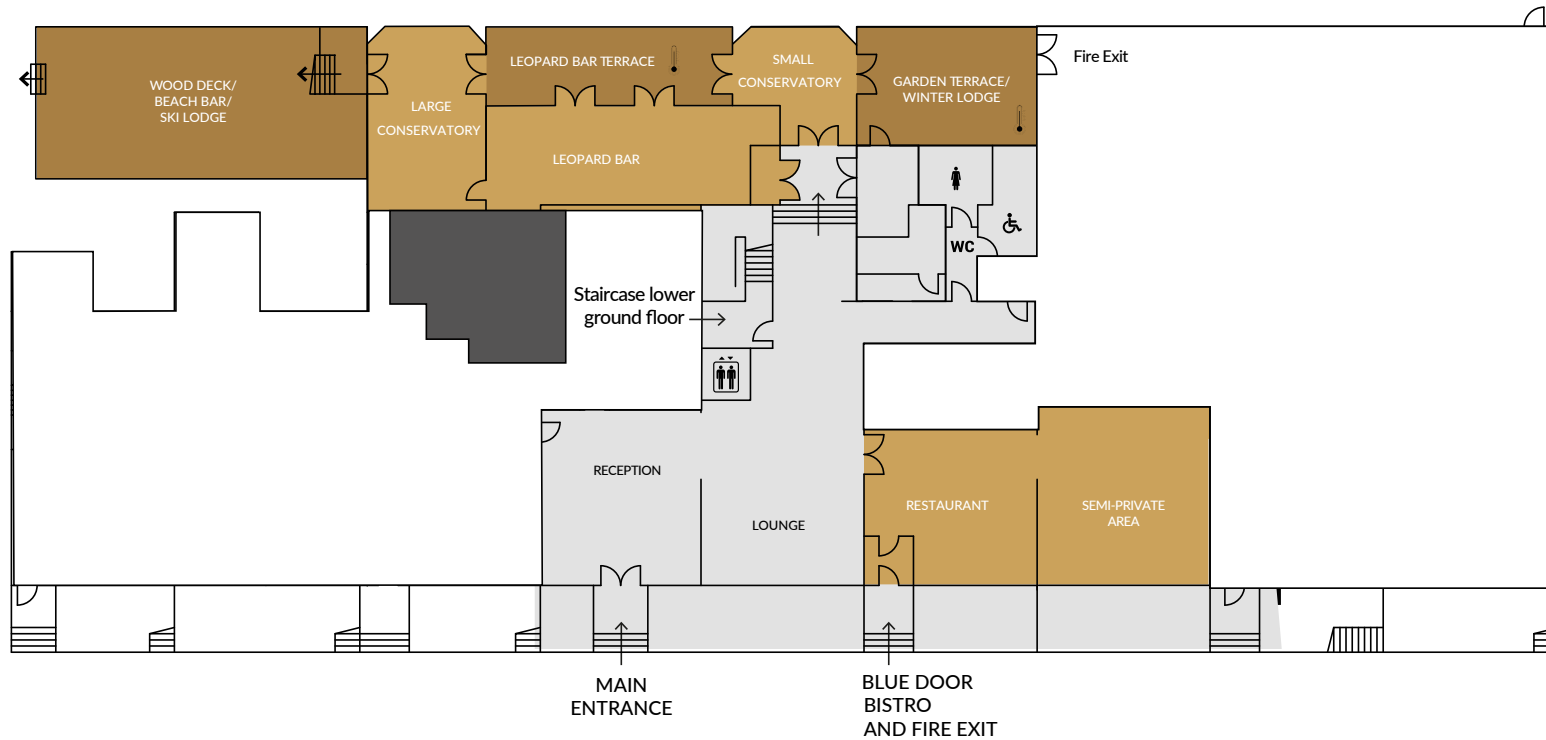 WOOD DECK/
BEACH BAR/
SKI LODGE
LARGE
CONSERVATORY
LEOPARD BAR TERRACE
LEOPARD BAR
SMALL
CONSERVATORY
GARDEN TERRACE/
WINTER LODGE
Fire Exit
WC
Staircase lower
ground floor
RECEPTION
LOUNGE
RESTAURANT
SEMI-PRIVATE
AREA
MAIN
ENTRANCE
BLUE DOOR
BISTRO
AND FIRE EXIT